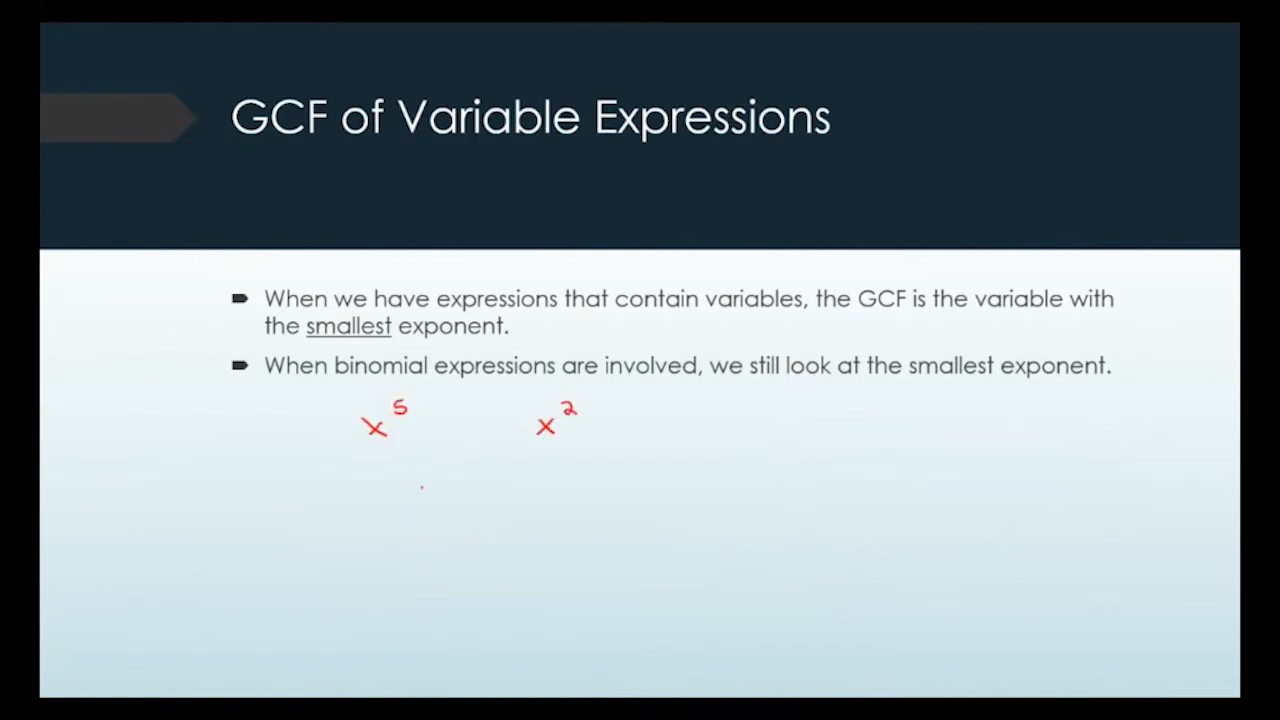 GCF of Variable Expressions
When we have expressions that contain variables, the GCF is the variable with
the smallest exponent.
When binomial expressions are involved, we still look at the smallest exponent.
x⁵ x²